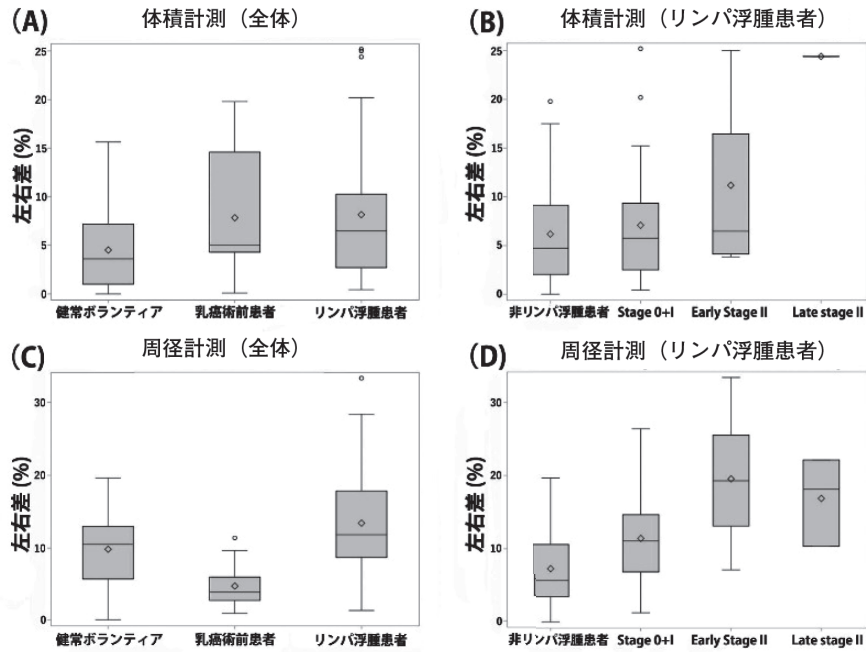 (A) 体積計測（全体）
左右差 (%)
25
20
15
10
5
0
健常ボランティア 乳癌術前患者 リンパ浮腫患者
(B) 体積計測（リンパ浮腫患者）
左右差 (%)
25
20
15
10
5
0
非リンパ浮腫患者 Stage 0+I Early Stage II Late stage II
(C) 周径計測（全体）
左右差 (%)
30
20
10
0
健常ボランティア 乳癌術前患者 リンパ浮腫患者
(D) 周径計測（リンパ浮腫患者）
左右差 (%)
30
20
10
0
非リンパ浮腫患者 Stage 0+I Early Stage II Late stage II